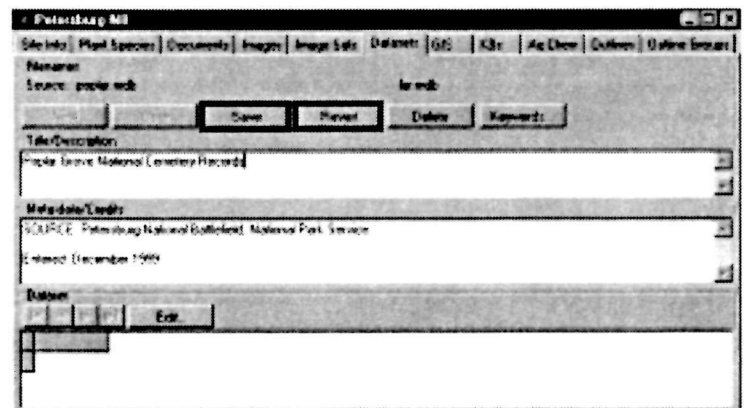 Petersburg NB
Site Info Plant Species Documents Images Image Sets Datasets GIS KBs Ag Chem Outlines Outline Groups
Filenames
Source: poplar.mdb
Save Revert Delete Keywords
Title/Description
Poplar Grove National Cemetery Records
Metadata/Credits
SOURCE: Petersburg National Battlefield, National Park Service
Entered: December 1999
Dataset
Edit...